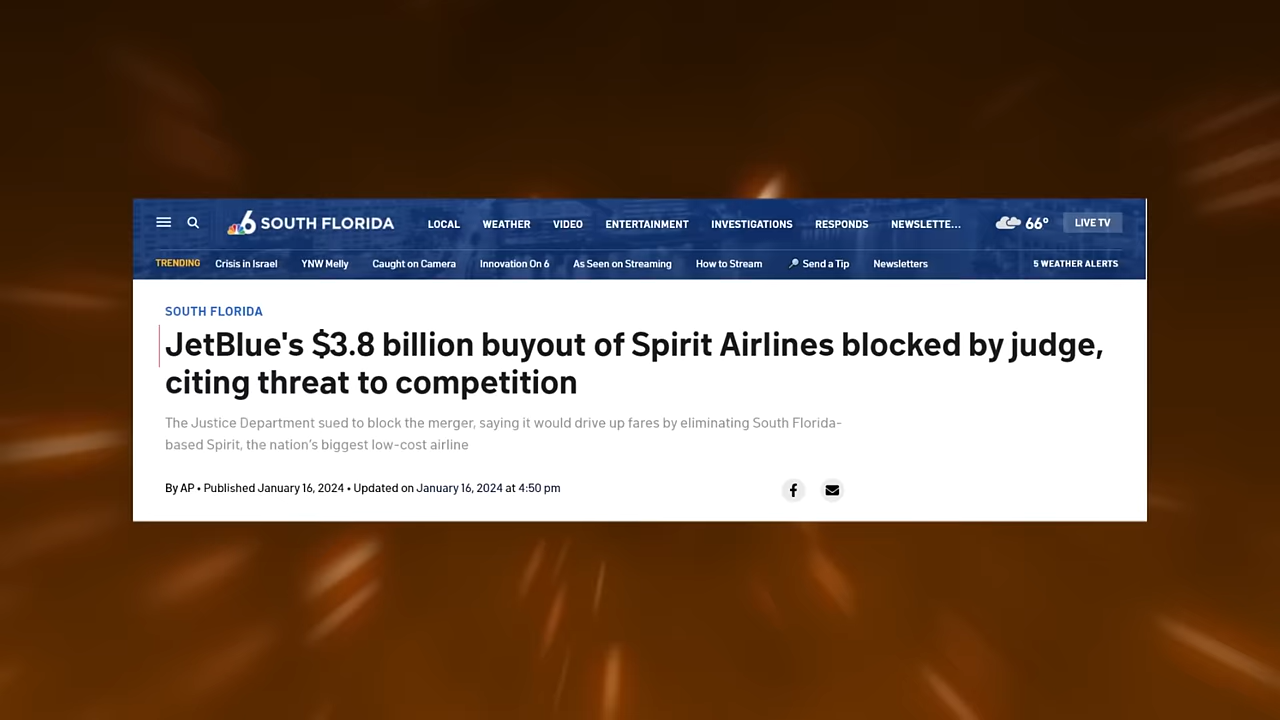 6 SOUTH FLORIDA LOCAL WEATHER VIDEO ENTERTAINMENT INVESTIGATIONS RESPONDS NEWSLETTE... 66° LIVE TV
TRENDING Crisis in Israel YNW Melly Caught on Camera Innovation On 6 As Seen on Streaming How to Stream Send a Tip Newsletters 5 WEATHER ALERTS
SOUTH FLORIDA
JetBlue's $3.8 billion buyout of Spirit Airlines blocked by judge,
citing threat to competition
The Justice Department sued to block the merger, saying it would drive up fares by eliminating South Florida-
based Spirit, the nation's biggest low-cost airline
By AP • Published January 16, 2024 • Updated on January 16, 2024 at 4:50 pm